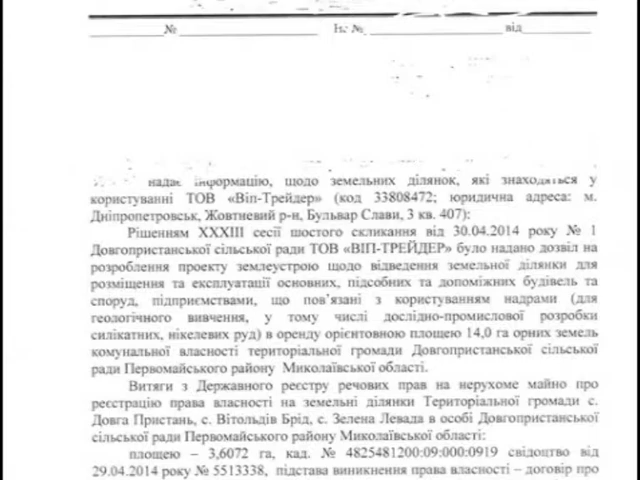 № Ін. № від
надає інформацію, щодо земельних ділянок, які знаходяться у
користуванні ТОВ «Віп-Трейдер» (код 33808472; юридична адреса: м.
Дніпропетровськ, Жовтневий р-н, Бульвар Слави, 3 кв. 407):
Рішенням XXXIII сесії шостого скликання від 30.04.2014 року № 1
Довгопристанської сільської ради ТОВ «ВІП-ТРЕЙДЕР» було надано дозвіл на
розроблення проекту землеустрою щодо відведення земельної ділянки для
розміщення та експлуатації основних, підсобних та допоміжних будівель та
споруд, підприємствами, що пов'язані з користуванням надрами (для
геологічного вивчення, у тому числі дослідно-промислової розробки
силікатних, нікелевих руд) в оренду орієнтовною площею 14,0 га орних земель
комунальної власності територіальної громади Довгопристанської сільської
ради Первомайського району Миколаївської області.
Витяги з Державного реєстру речових прав на нерухоме майно про
реєстрацію права власності на земельні ділянки Територіальної громади с.
Довга Пристань, с. Вітольдів Брід, с. Зелена Левада в особі Довгопристанської
сільської ради Первомайського району Миколаївської області:
площею – 3,6072 га, кад. № 4825481200:09:000:0919 свідоцтво від
29.04.2014 року № 5513338, підстава виникнення права власності – договір про